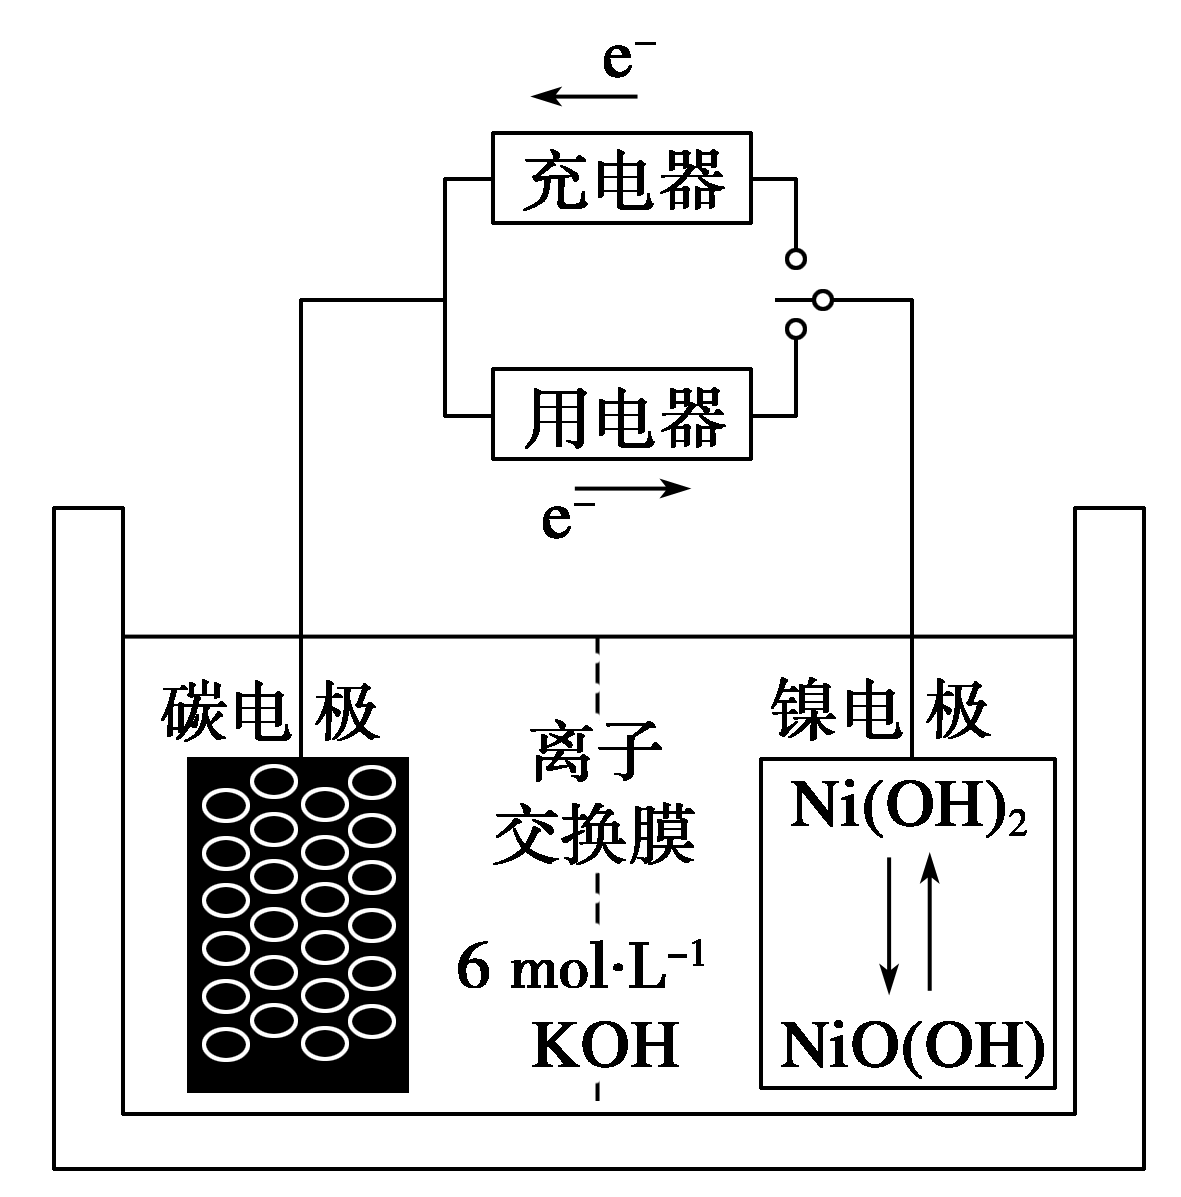 e⁻
充电器
用电器
e⁻
碳电极
镍电极
离子
交换膜
6 mol·L⁻¹
KOH
Ni(OH)₂
NiO(OH)